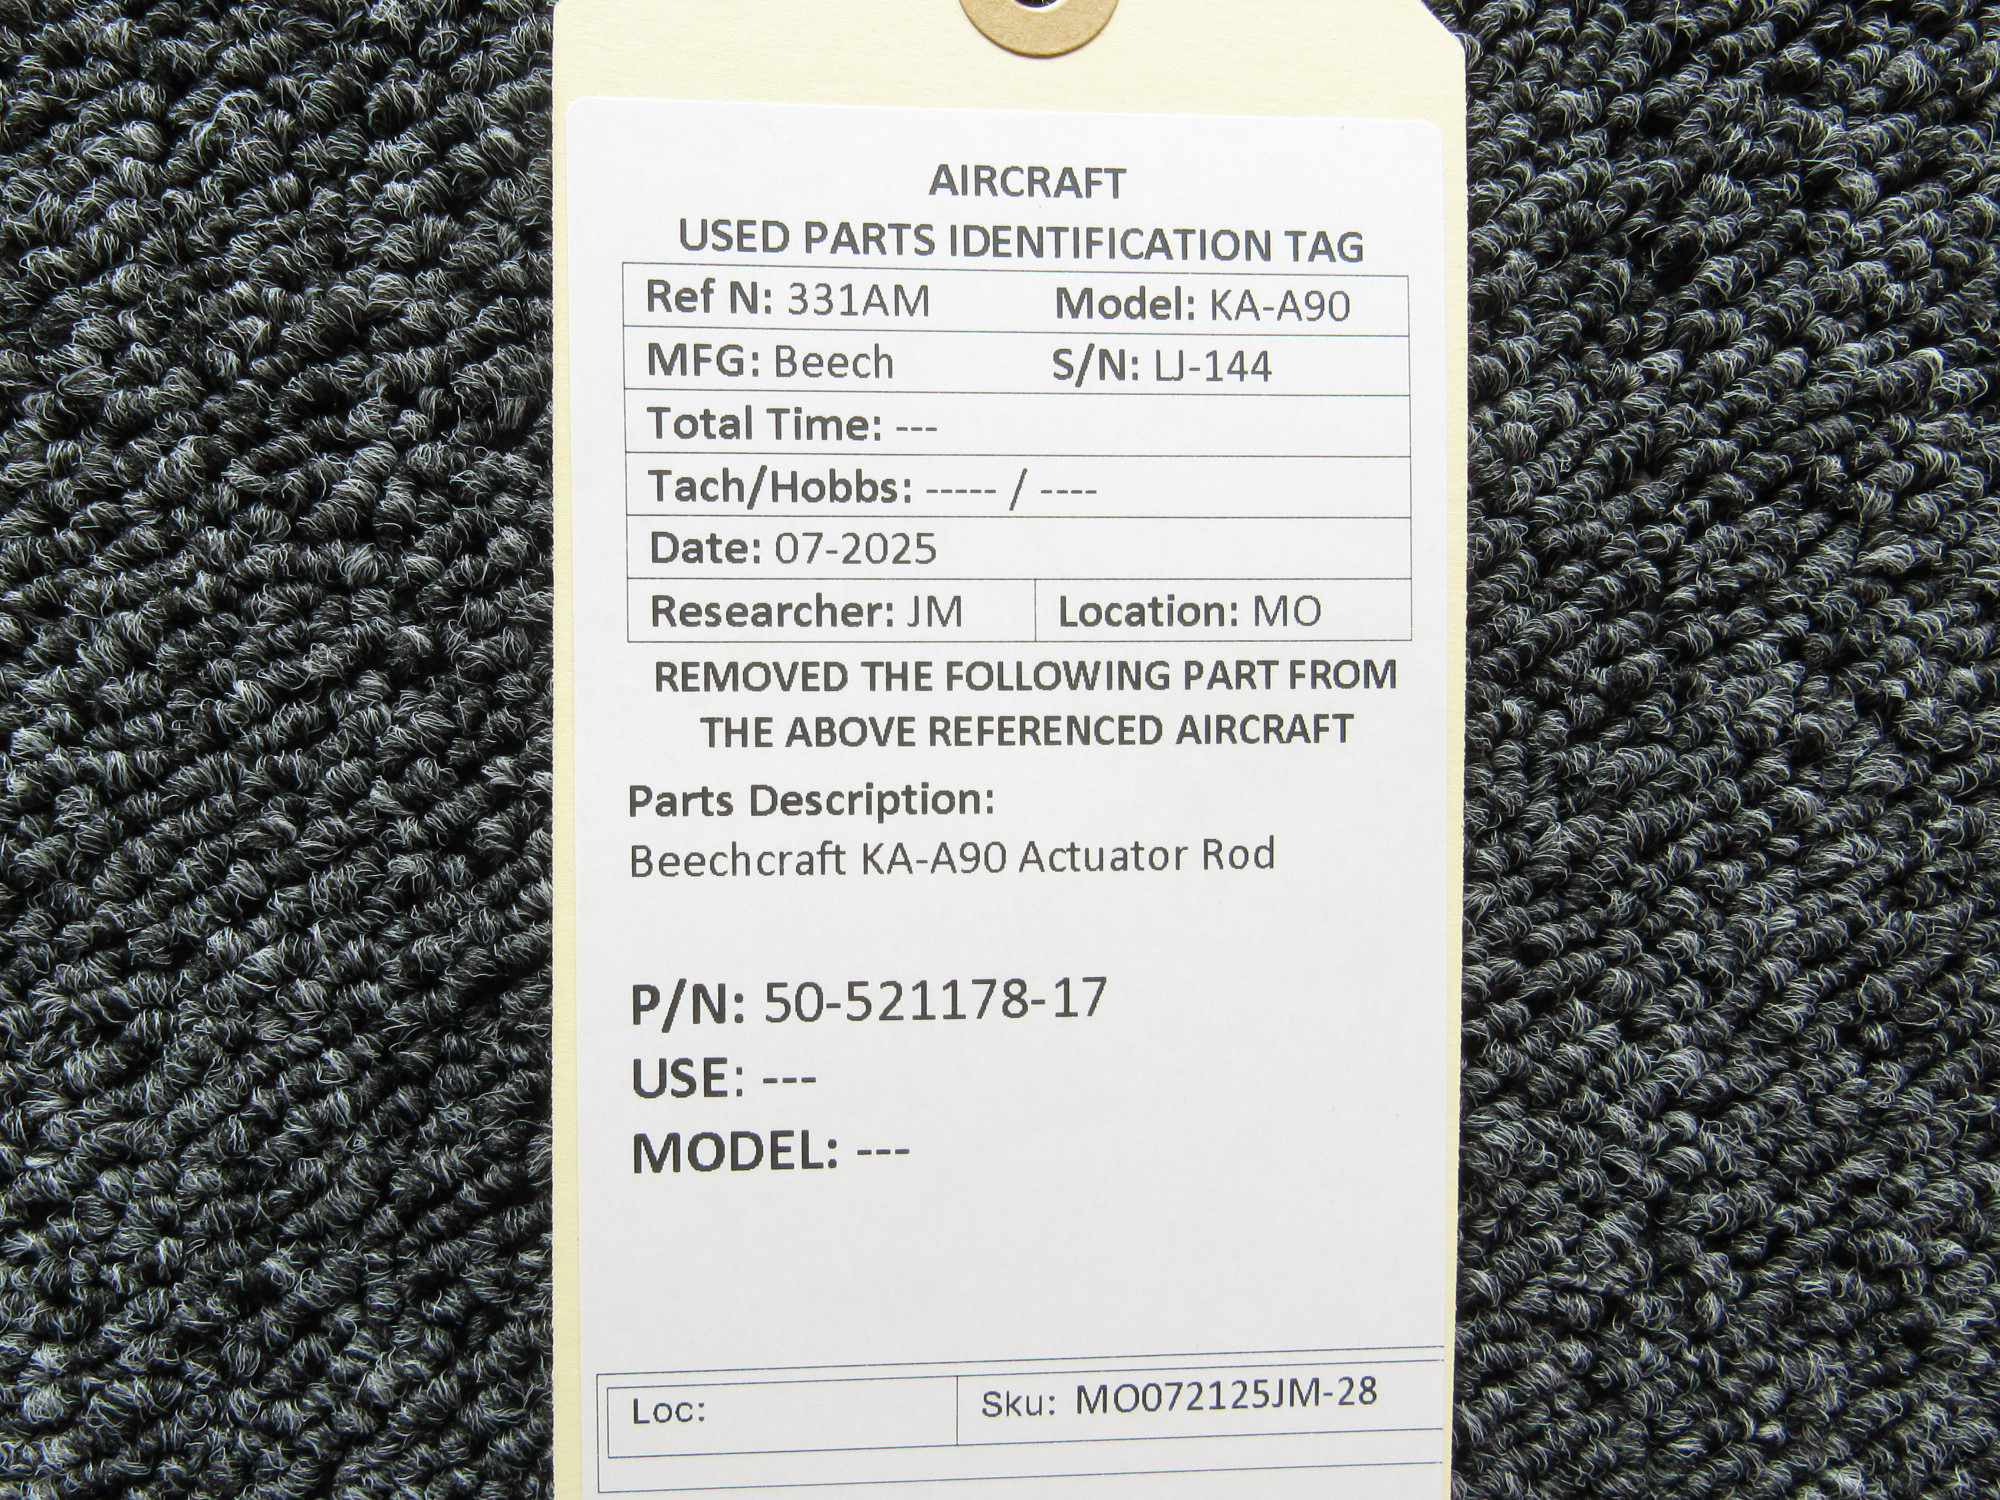 AIRCRAFT
USED PARTS IDENTIFICATION TAG
Ref N: 331AM Model: KA-A90
MFG: Beech S/N: LJ-144
Total Time: ---
Tach/Hobbs: ----- / ----
Date: 07-2025
Researcher: JM Location: MO
REMOVED THE FOLLOWING PART FROM
THE ABOVE REFERENCED AIRCRAFT
Parts Description:
Beechcraft KA-A90 Actuator Rod
P/N: 50-521178-17
USE: ---
MODEL: ---
Loc: Sku: MO072125JM-28